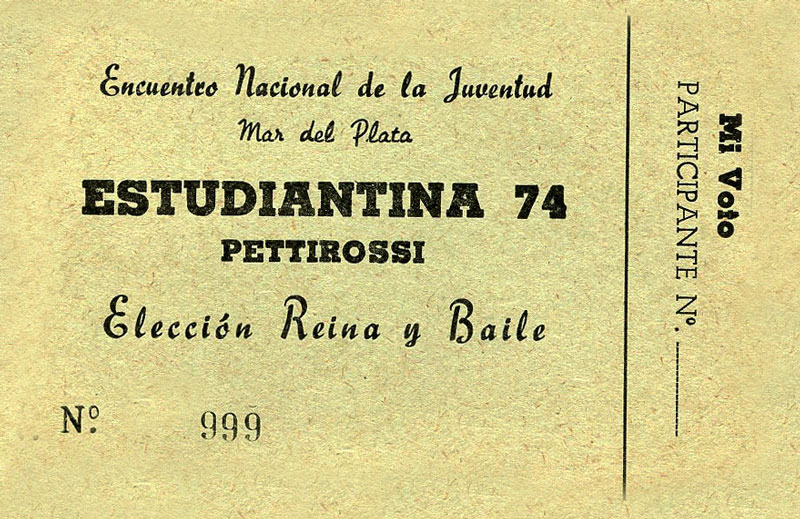 Encuentro Nacional de la Juventud
Mar del Plata
ESTUDIANTINA 74
PETTIROSSI
Elección Reina y Baile
Nº. 999
Mi Voto
PARTICIPANTE Nº.